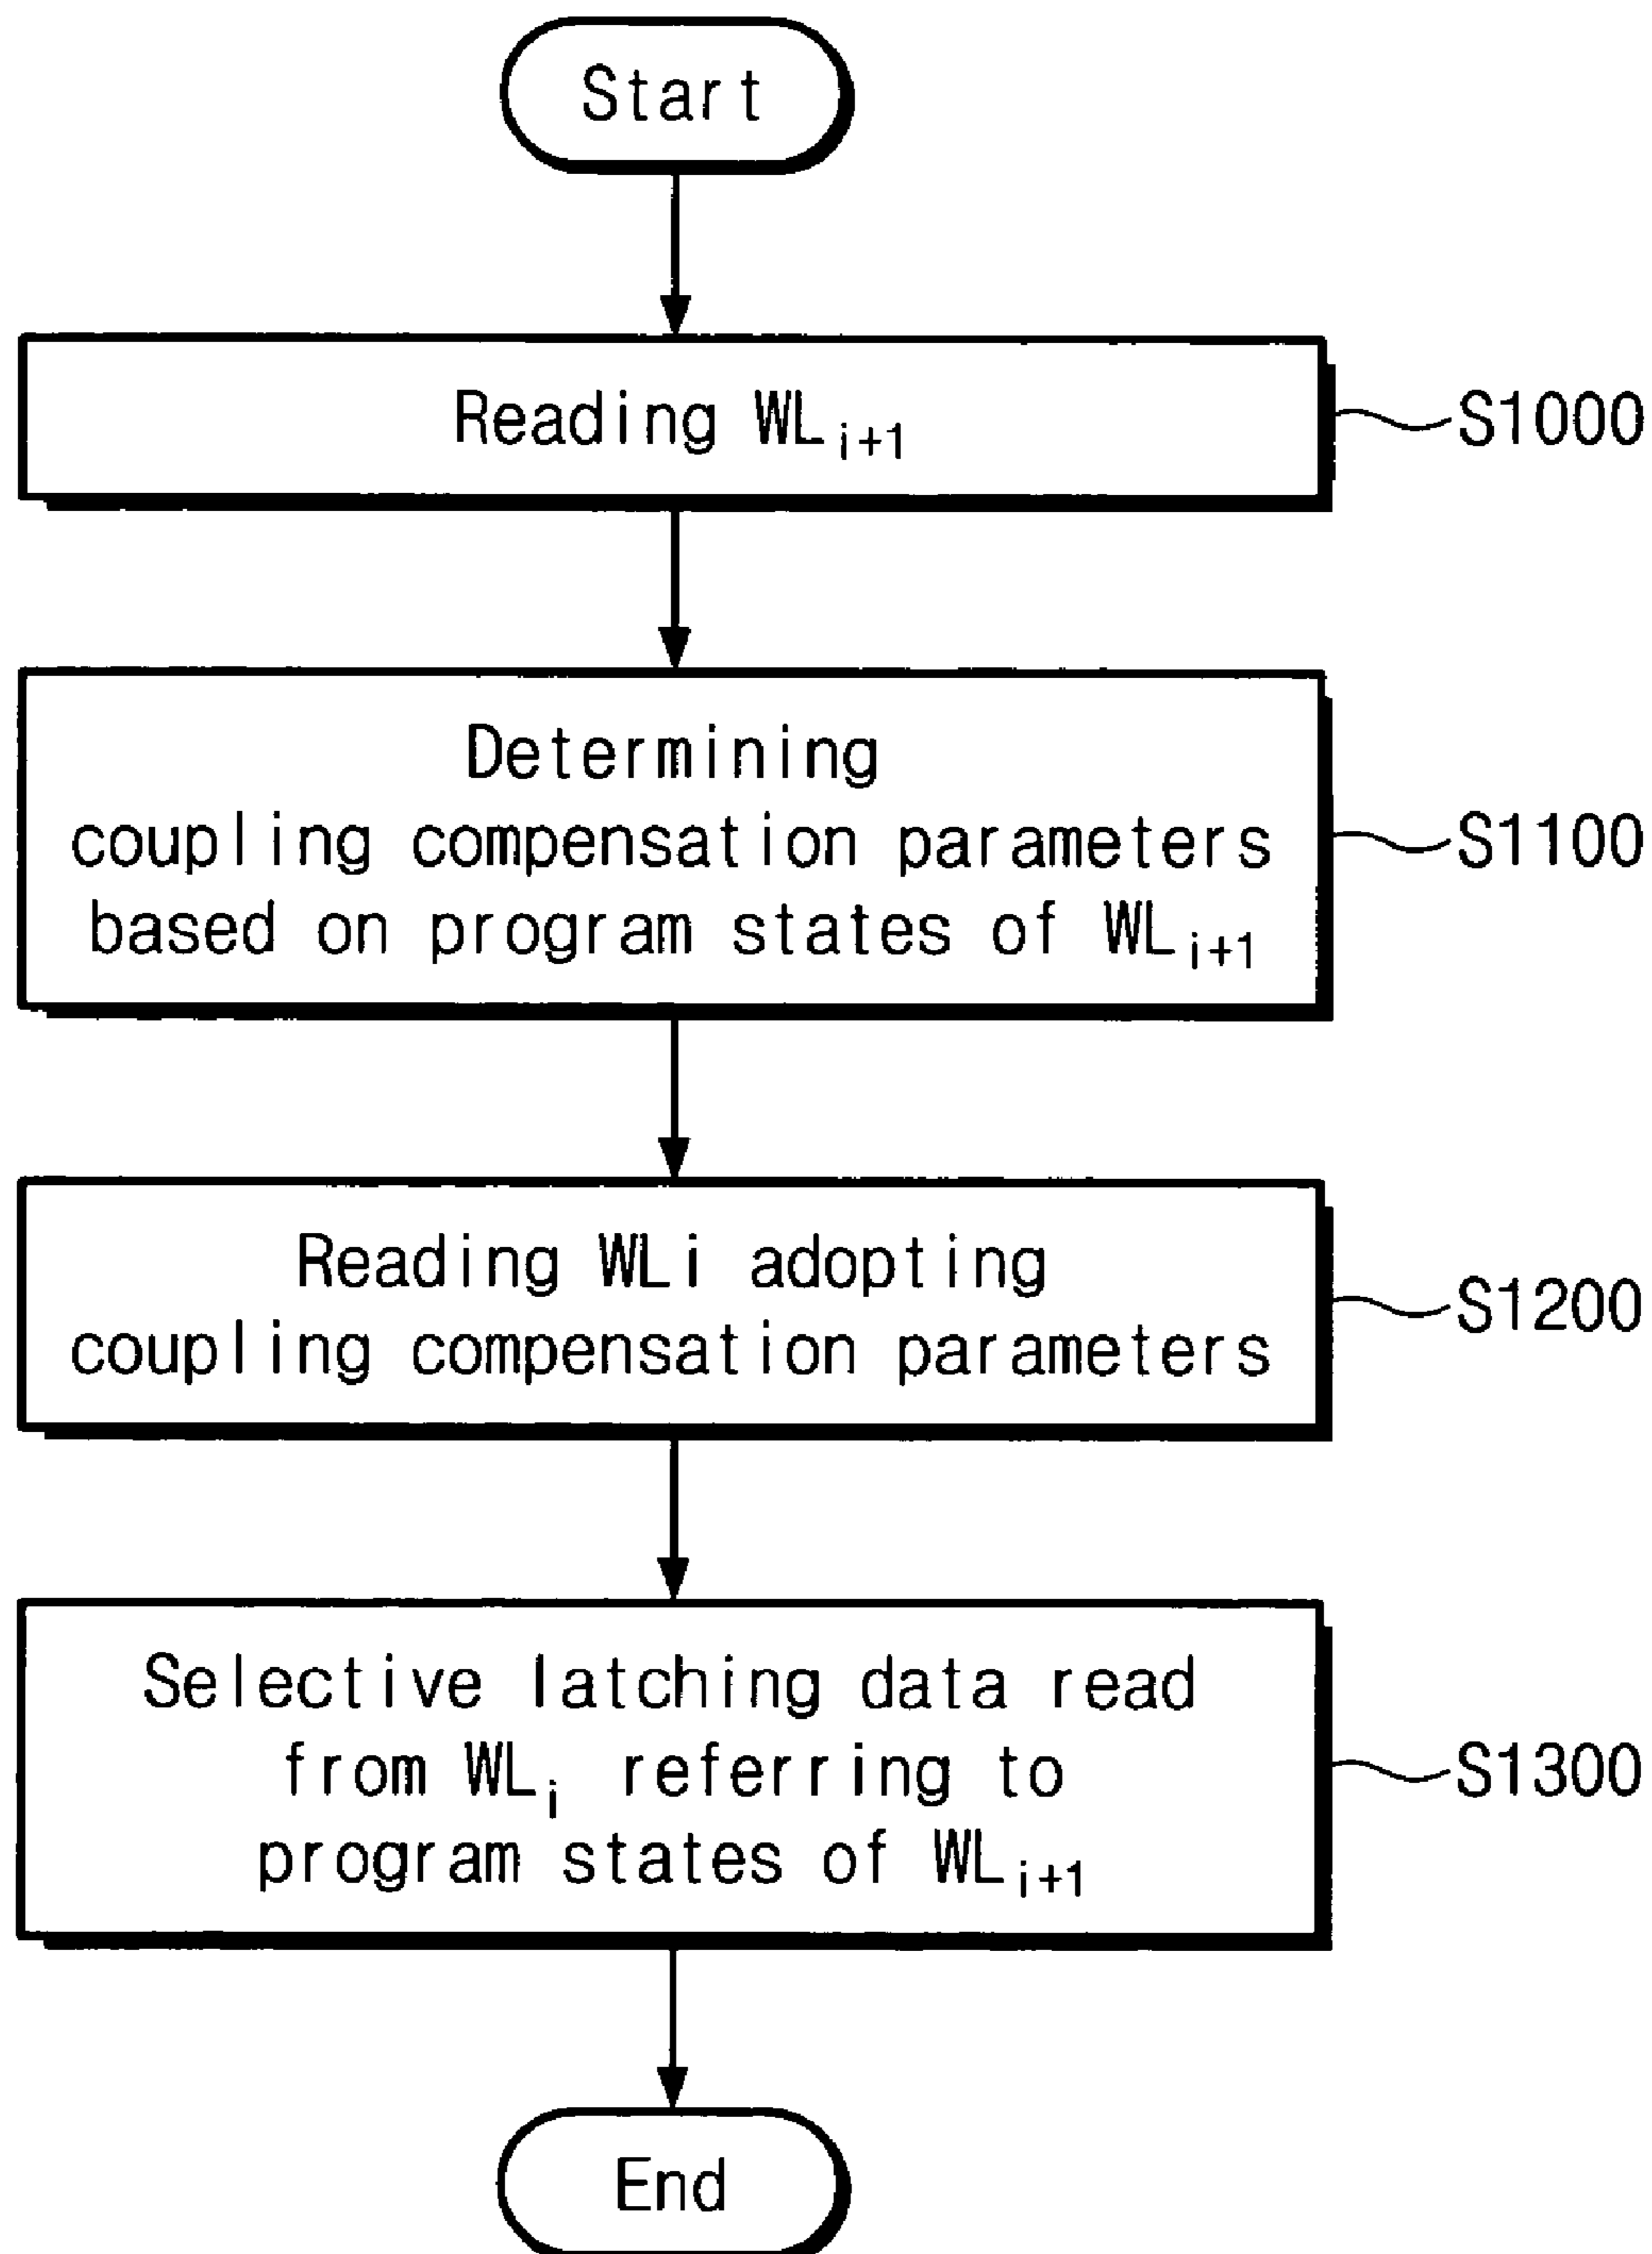 Start
Reading WLi+1
S1000
Determining
coupling compensation parameters
based on program states of WLi+1
S1100
Reading WLi adopting
coupling compensation parameters
S1200
Selective latching data read
from WLi referring to
program states of WLi+1
S1300
End